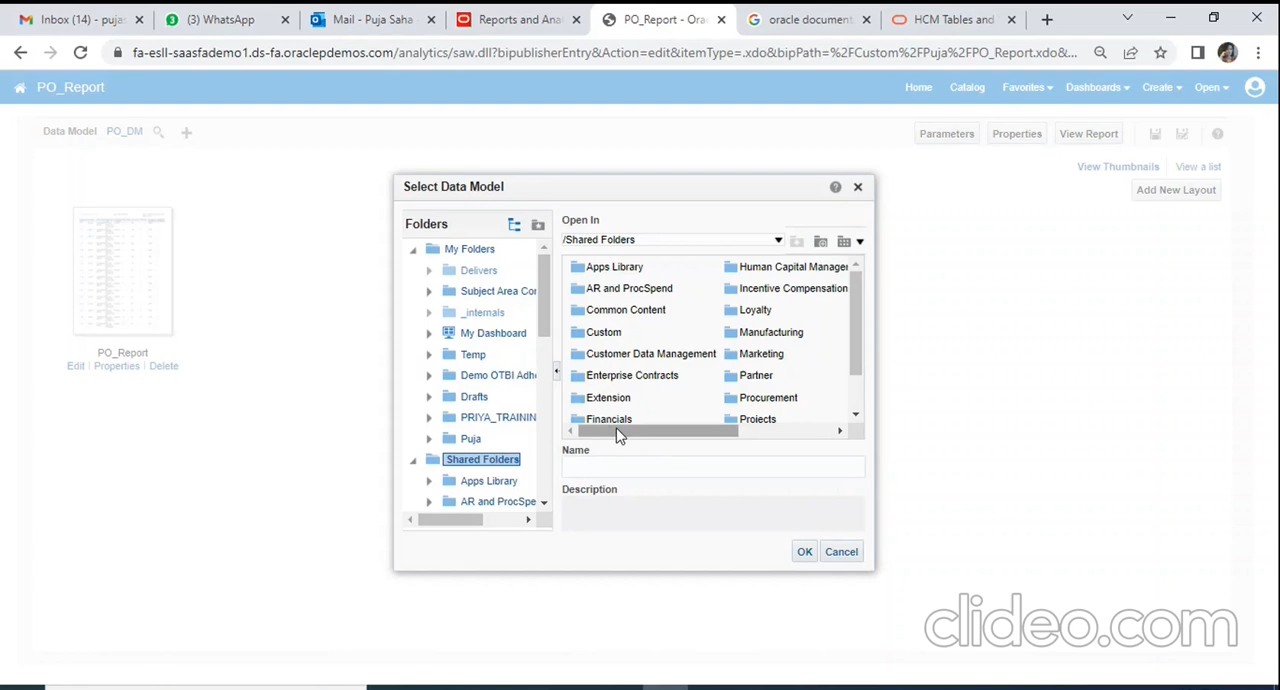 Inbox (14) - pujas
(3) WhatsApp
Mail - Puja Saha
Reports and Anal
PO_Report - Orac
oracle document
HCM Tables and
fa-esll-saasfademo1.ds-fa.oraclepdemos.com/analytics/saw.dll?bipublisherEntry&Action=edit&itemType=.xdo&bipPath=%2FCustom%2FPuja%2FPO_Report.xdo&...
PO_Report
Home
Catalog
Favorites
Dashboards
Create
Open
Data Model PO_DM
Parameters
Properties
View Report
View Thumbnails
View a list
Add New Layout
PO_Report
Edit | Properties | Delete
Select Data Model
Folders
My Folders
Delivers
Subject Area Con
_internals
My Dashboard
Temp
Demo OTBI Adho
Drafts
PRIYA_TRAININ
Puja
Shared Folders
Apps Library
AR and ProcSpe
Open In
/Shared Folders
Apps Library
AR and ProcSpend
Common Content
Custom
Customer Data Management
Enterprise Contracts
Extension
Financials
Human Capital Manager
Incentive Compensation
Loyalty
Manufacturing
Marketing
Partner
Procurement
Projects
Name
Description
OK
Cancel
clideo.com